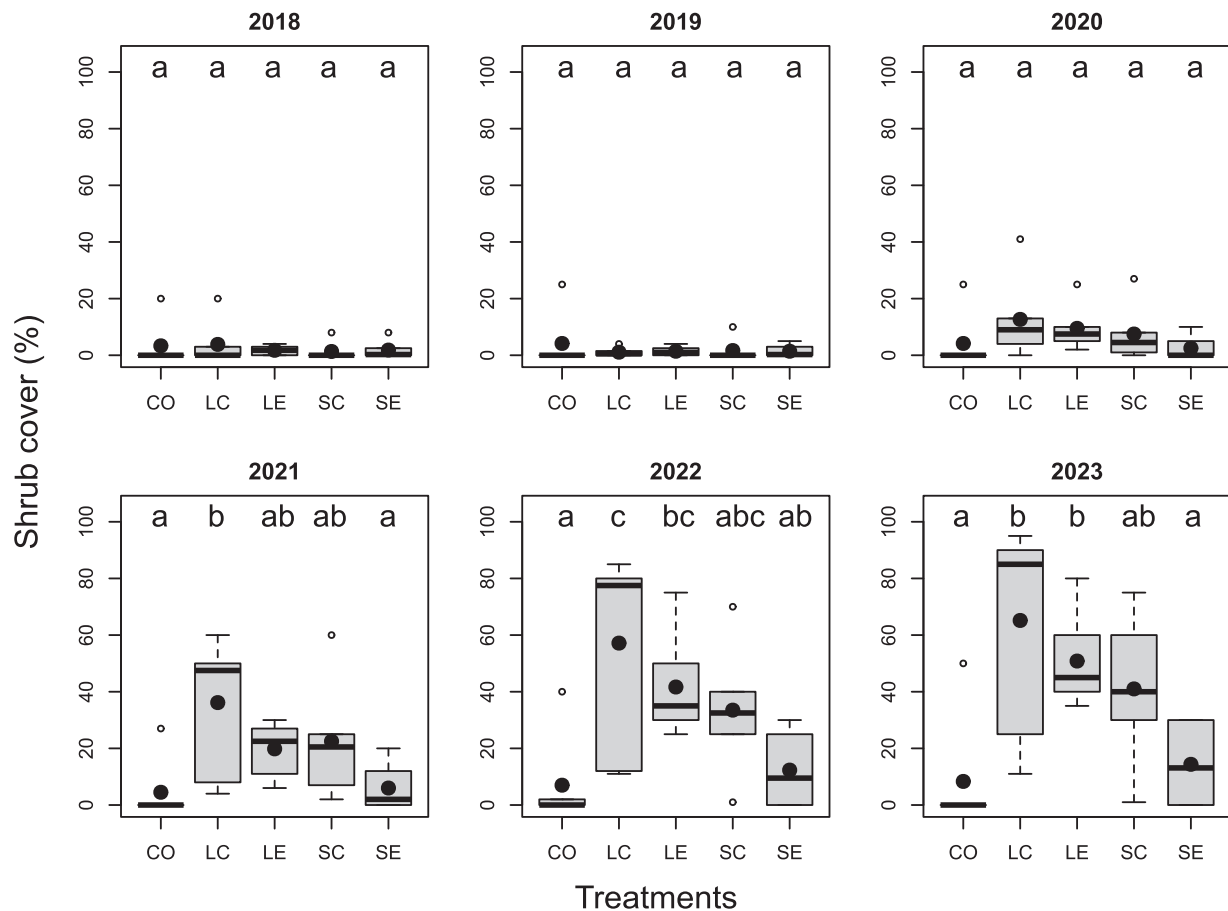 2018 2019 2020
a a a a a a a a a a a a a a a
100 100 100
80 80 80
60 60 60
40 40 40
20 20 20
0 0 0
CO LC LE SC SE CO LC LE SC SE CO LC LE SC SE
Shrub cover (%)
2021 2022 2023
a b ab ab a a c bc abc ab a b b ab a
100 100 100
80 80 80
60 60 60
40 40 40
20 20 20
0 0 0
CO LC LE SC SE CO LC LE SC SE CO LC LE SC SE
Treatments